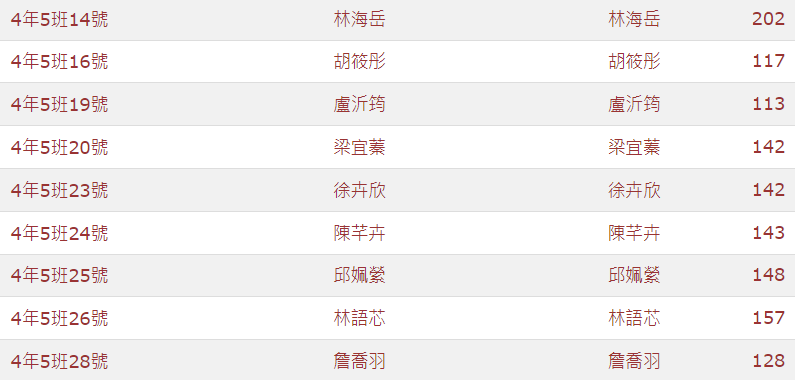 4年5班14號 林海岳 林海岳 202
4年5班16號 胡筱彤 胡筱彤 117
4年5班19號 盧沂筠 盧沂筠 113
4年5班20號 梁宜蓁 梁宜蓁 142
4年5班23號 徐卉欣 徐卉欣 142
4年5班24號 陳芊卉 陳芊卉 143
4年5班25號 邱姵縈 邱姵縈 148
4年5班26號 林語芯 林語芯 157
4年5班28號 詹喬羽 詹喬羽 128